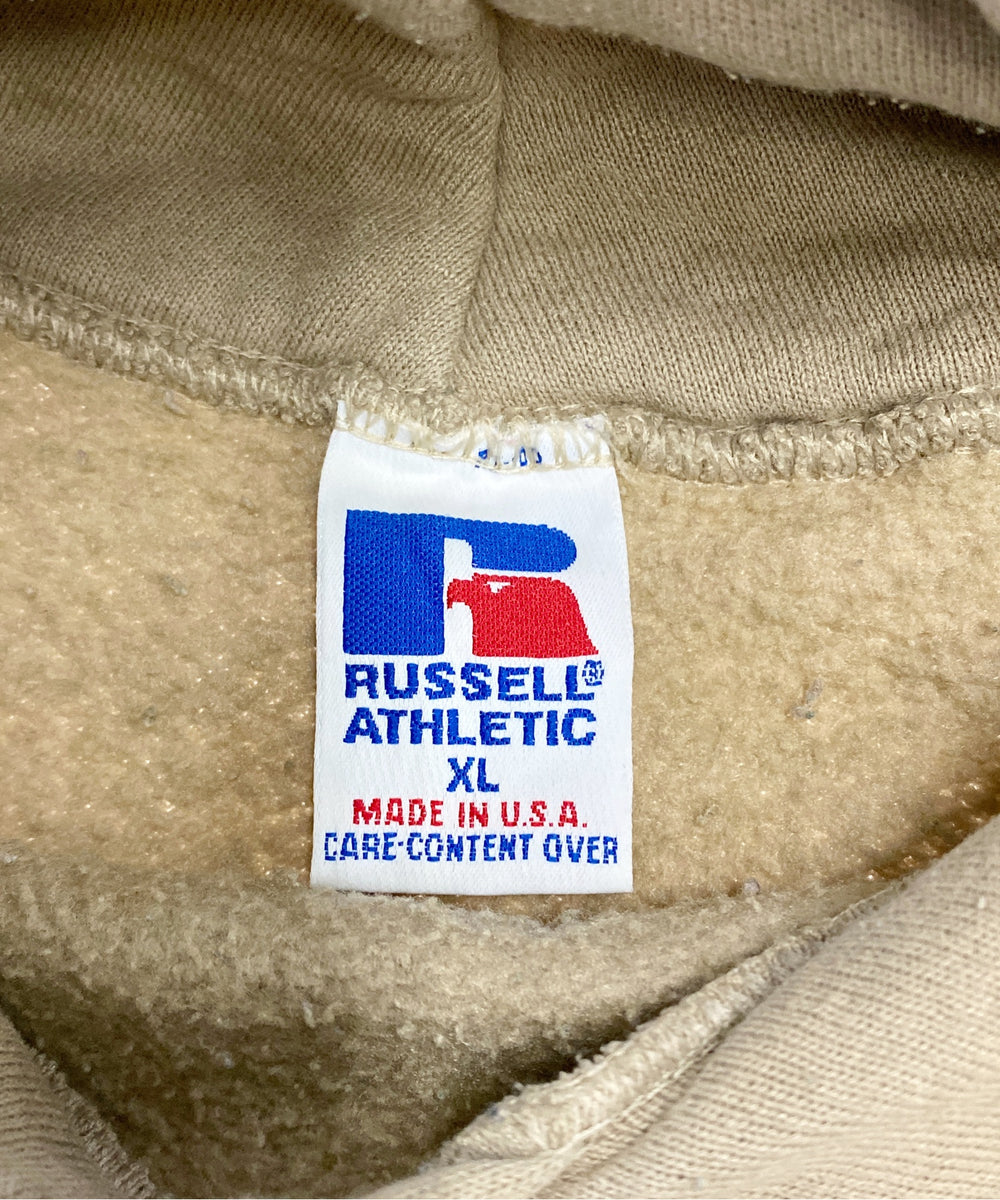 RUSSELL®
ATHLETIC
XL
MADE IN U.S.A.
CARE-CONTENT OVER